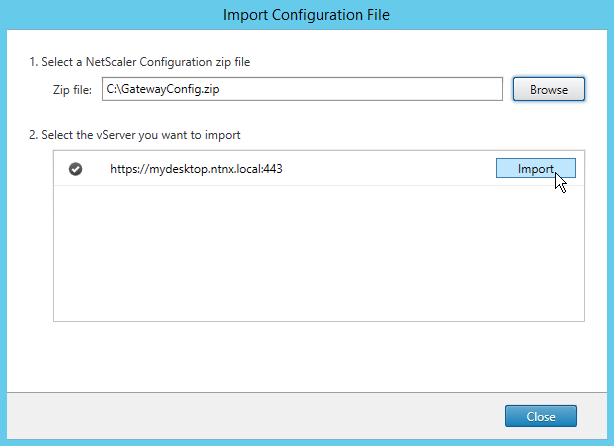 Import Configuration File
1. Select a NetScaler Configuration zip file
Zip file: C:\GatewayConfig.zip Browse
2. Select the vServer you want to import
https://mydesktop.ntnx.local:443 Import
Close